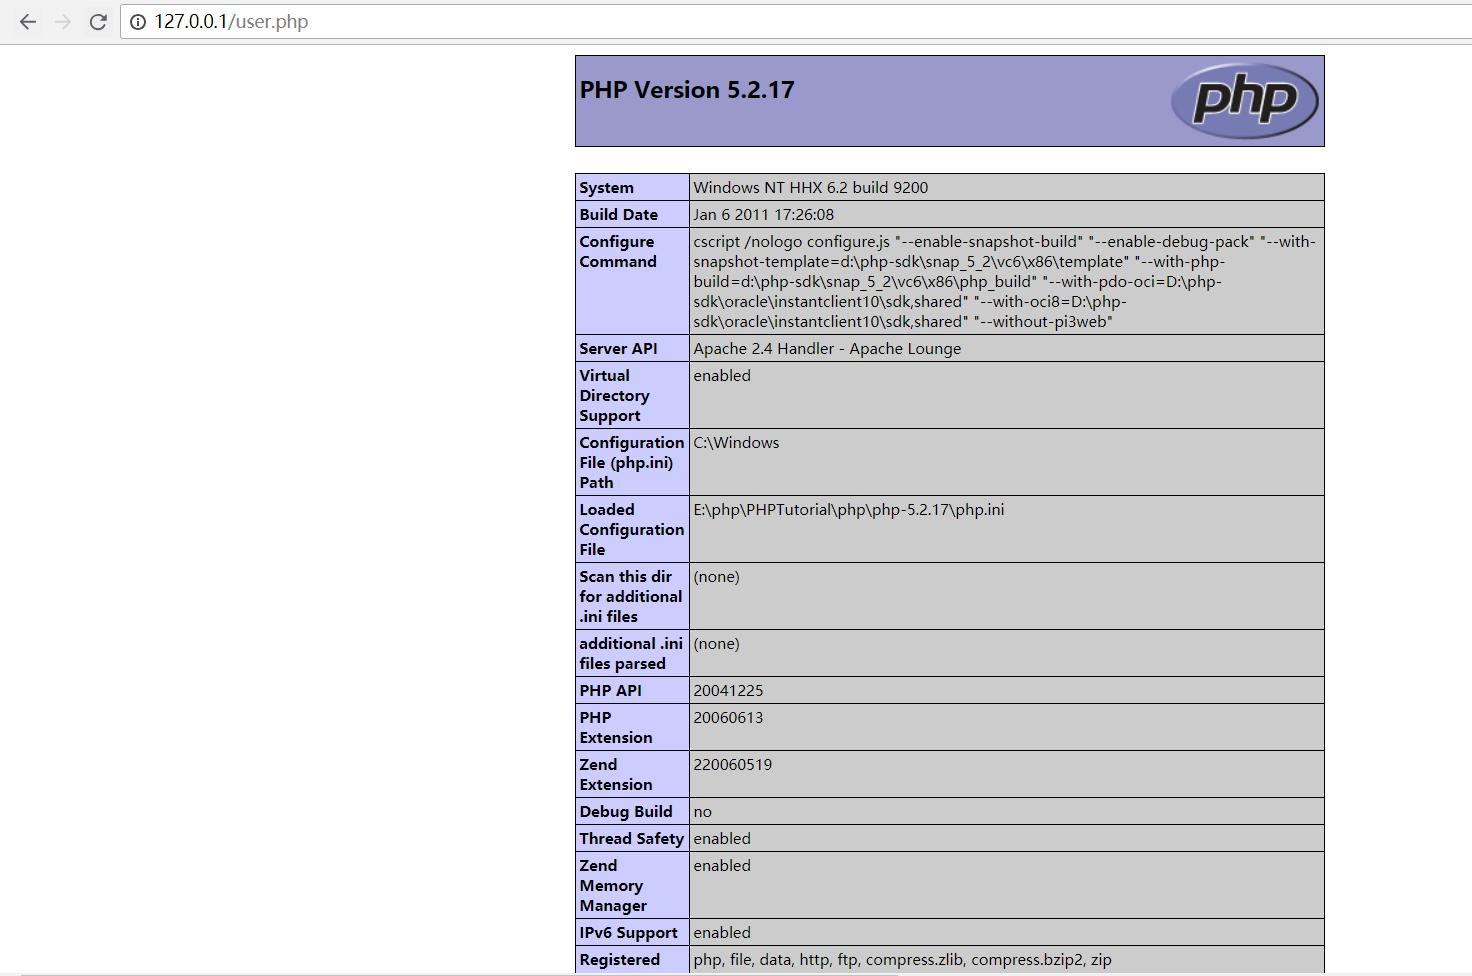 127.0.0.1/user.php
PHP Version 5.2.17
php
System Windows NT HHX 6.2 build 9200
Build Date Jan 6 2011 17:26:08
Configure
Command
cscript /nologo configure.js "--enable-snapshot-build" "--enable-debug-pack" "--with-
snapshot-template=d:\php-sdk\snap_5_2\vc6\x86\template" "--with-php-
build=d:\php-sdk\snap_5_2\vc6\x86\php_build" "--with-pdo-oci=D:\php-
sdk\oracle\instantclient10\sdk,shared" "--with-oci8=D:\php-
sdk\oracle\instantclient10\sdk,shared" "--without-pi3web"
Server API Apache 2.4 Handler - Apache Lounge
Virtual
Directory
Support
enabled
Configuration
File (php.ini)
Path
C:\Windows
Loaded
Configuration
File
E:\php\PHPTutorial\php\php-5.2.17\php.ini
Scan this dir
for additional
.ini files
(none)
additional .ini
files parsed
(none)
PHP API 20041225
PHP
Extension
20060613
Zend
Extension
220060519
Debug Build no
Thread Safety enabled
Zend
Memory
Manager
enabled
IPv6 Support enabled
Registered php, file, data, http, ftp, compress.zlib, compress.bzip2, zip